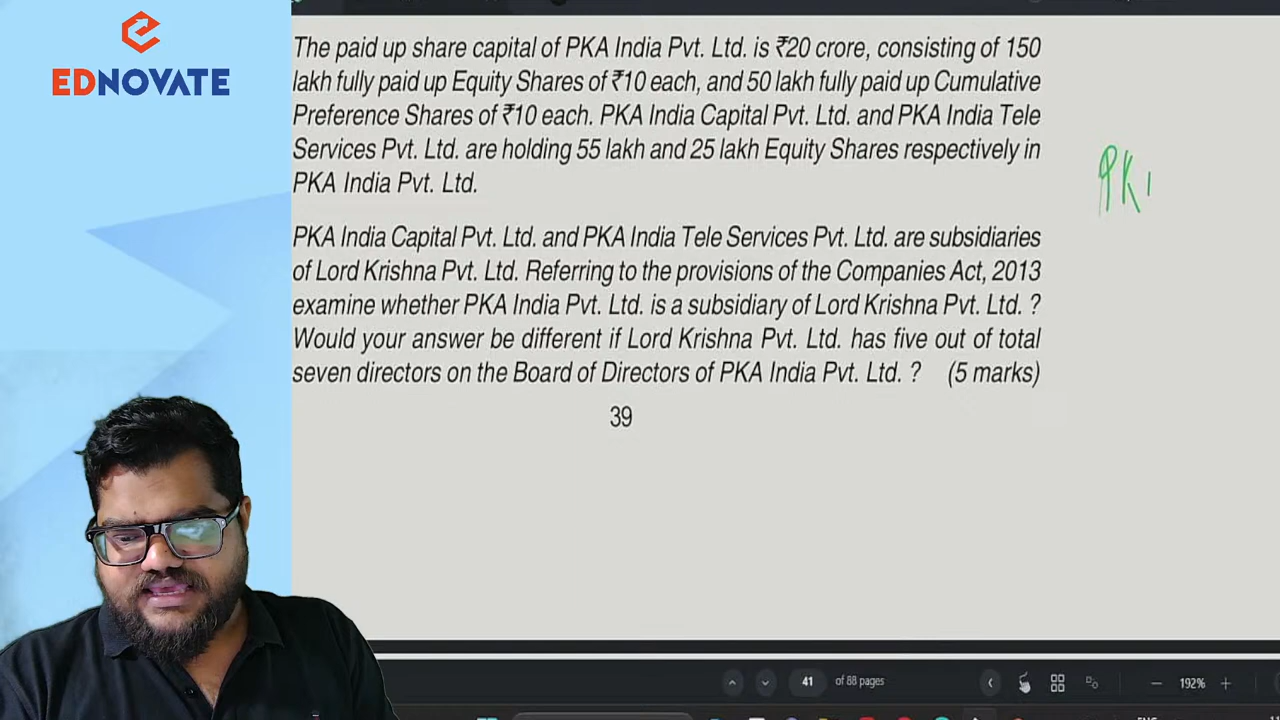 EDNOVATE
The paid up share capital of PKA India Pvt. Ltd. is ₹20 crore, consisting of 150
lakh fully paid up Equity Shares of ₹10 each, and 50 lakh fully paid up Cumulative
Preference Shares of ₹10 each. PKA India Capital Pvt. Ltd. and PKA India Tele
Services Pvt. Ltd. are holding 55 lakh and 25 lakh Equity Shares respectively in
PKA India Pvt. Ltd.
PKA India Capital Pvt. Ltd. and PKA India Tele Services Pvt. Ltd. are subsidiaries
of Lord Krishna Pvt. Ltd. Referring to the provisions of the Companies Act, 2013
examine whether PKA India Pvt. Ltd. is a subsidiary of Lord Krishna Pvt. Ltd. ?
Would your answer be different if Lord Krishna Pvt. Ltd. has five out of total
seven directors on the Board of Directors of PKA India Pvt. Ltd. ? (5 marks)
39
PK
41 of 88 pages
192%